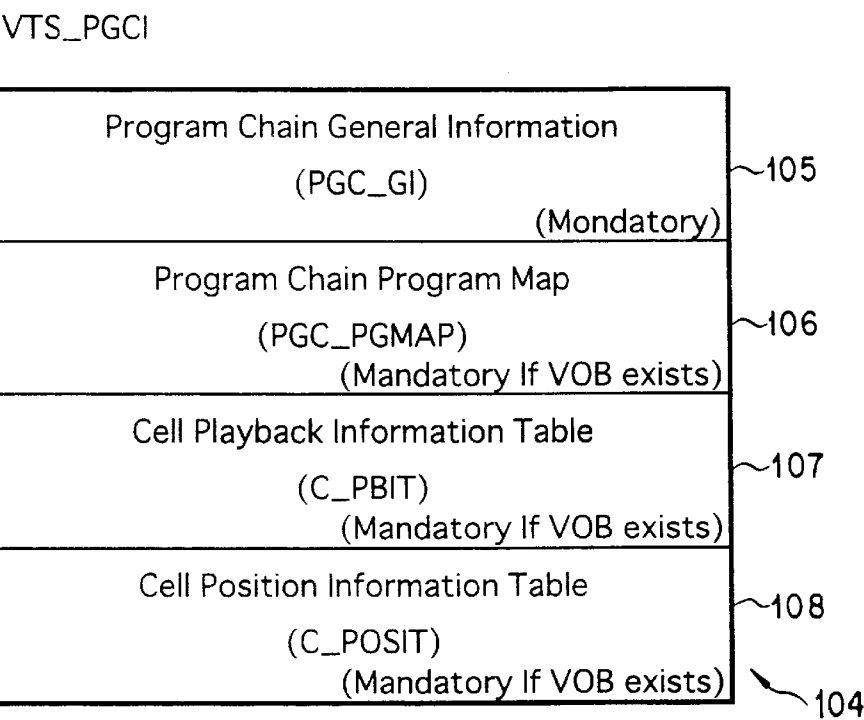 VTS_PGCI
Program Chain General Information
(PGC_GI)
(Mondatory)
105
Program Chain Program Map
(PGC_PGMAP)
(Mandatory If VOB exists)
106
Cell Playback Information Table
(C_PBIT)
(Mandatory If VOB exists)
107
Cell Position Information Table
(C_POSIT)
(Mandatory If VOB exists)
108
104